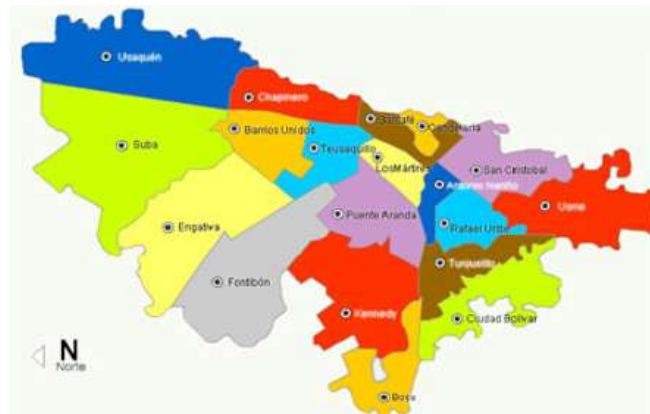 Usaquén
Chapinero
Santafé
Candelaria
Barrios Unidos
Suba
Teusaquillo
Los Mártires
San Cristobal
Antonio Nariño
Usme
Puente Aranda
Engativa
Rafael Uribe
Tunjuelito
Fontibón
Kennedy
Ciudad Bolivar
N
Norte
Bosa